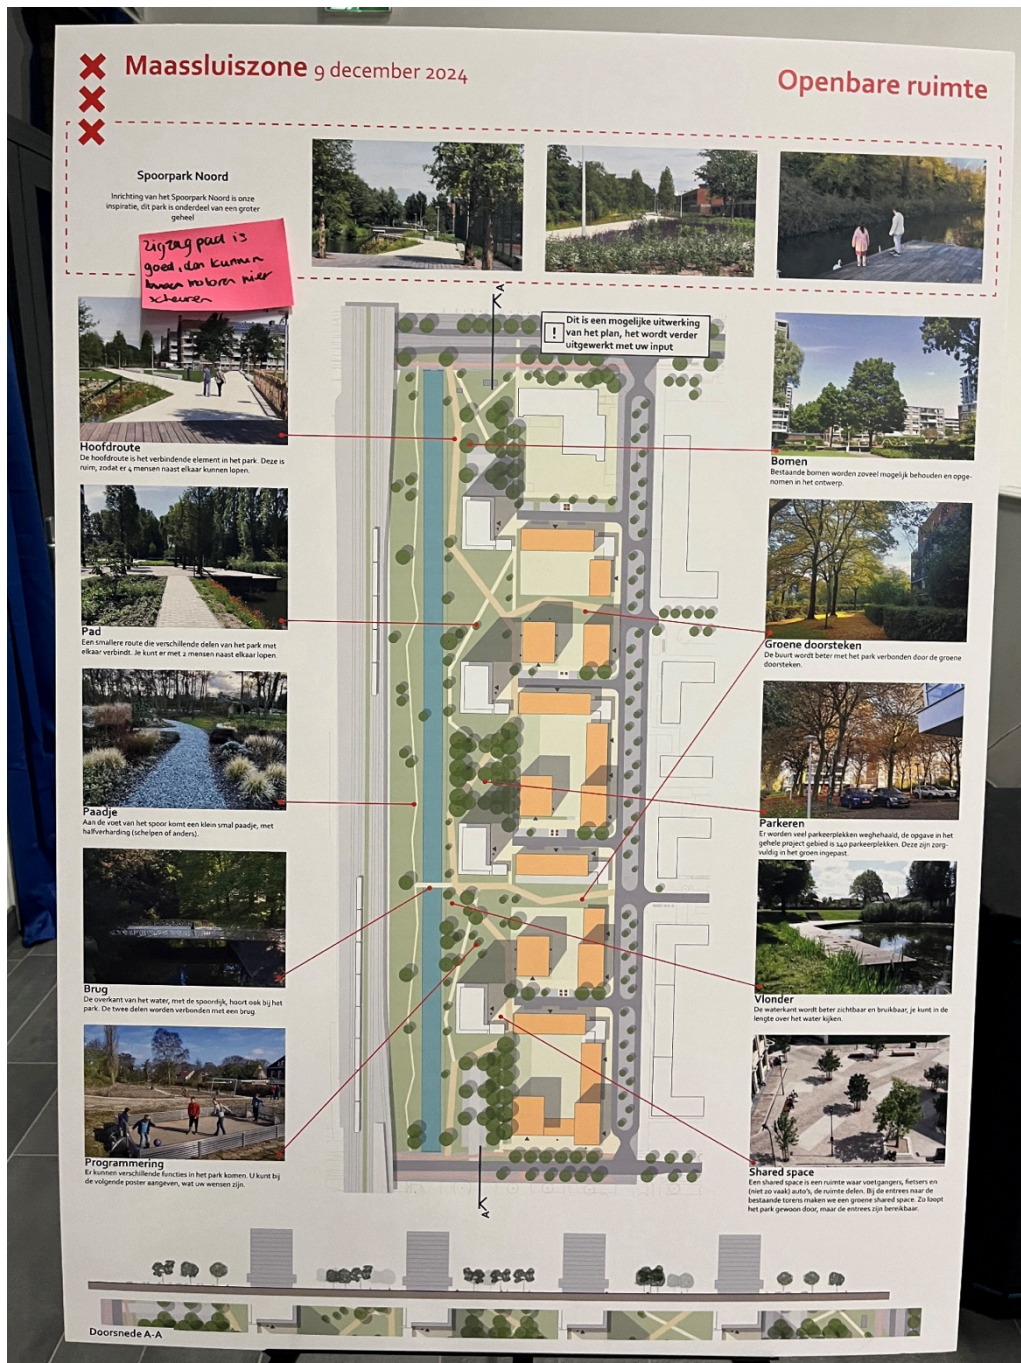 Maassluiszone 9 december 2024
Openbare ruimte
Spoorpark Noord
Inrichting van het Spoorpark Noord is onze
inspiratie, dit park is onderdeel van een groter
geheel
zigzag pad is
goed, dan kunnen
motoren niet
scheuren
A
Dit is een mogelijke uitwerking
van het plan, het wordt verder
uitgewerkt met uw input
!
Hoofdroute
De hoofdroute is het verbindende element in het park. Deze is
ruim, zodat er 4 mensen naast elkaar kunnen lopen.
Pad
Een smallere route die verschillende delen van het park met
elkaar verbindt. Je kunt er met 2 mensen naast elkaar lopen.
Paadje
Aan de voet van het spoor komt een klein smal paadje, met
halfverharding (schelpen of anders).
Brug
De overkant van het water, met de spoordijk, hoort ook bij het
park. De twee delen worden verbonden met een brug.
Programmering
Er kunnen verschillende functies in het park komen. U kunt bij
de volgende poster aangeven, wat uw wensen zijn.
Bomen
Bestaande bomen worden zoveel mogelijk behouden en opge-
nomen in het ontwerp.
Groene doorsteken
De buurt wordt beter met het park verbonden door de groene
doorsteken.
Parkeren
Er worden veel parkeerplekken weghehaald, de opgave in het
gehele project gebied is 140 parkeerplekken. Deze zijn zorg-
vuldig in het groen ingepast.
Vlonder
De waterkant wordt beter zichtbaar en bruikbaar, je kunt in de
lengte over het water kijken.
Shared space
Een shared space is een ruimte waar voetgangers, fietsers en
(niet zo vaak) auto's, de ruimte delen. Bij de entrees naar de
bestaande torens maken we een groene shared space. Zo loopt
het park gewoon door, maar de entrees zijn bereikbaar.
A
Doorsnede A-A